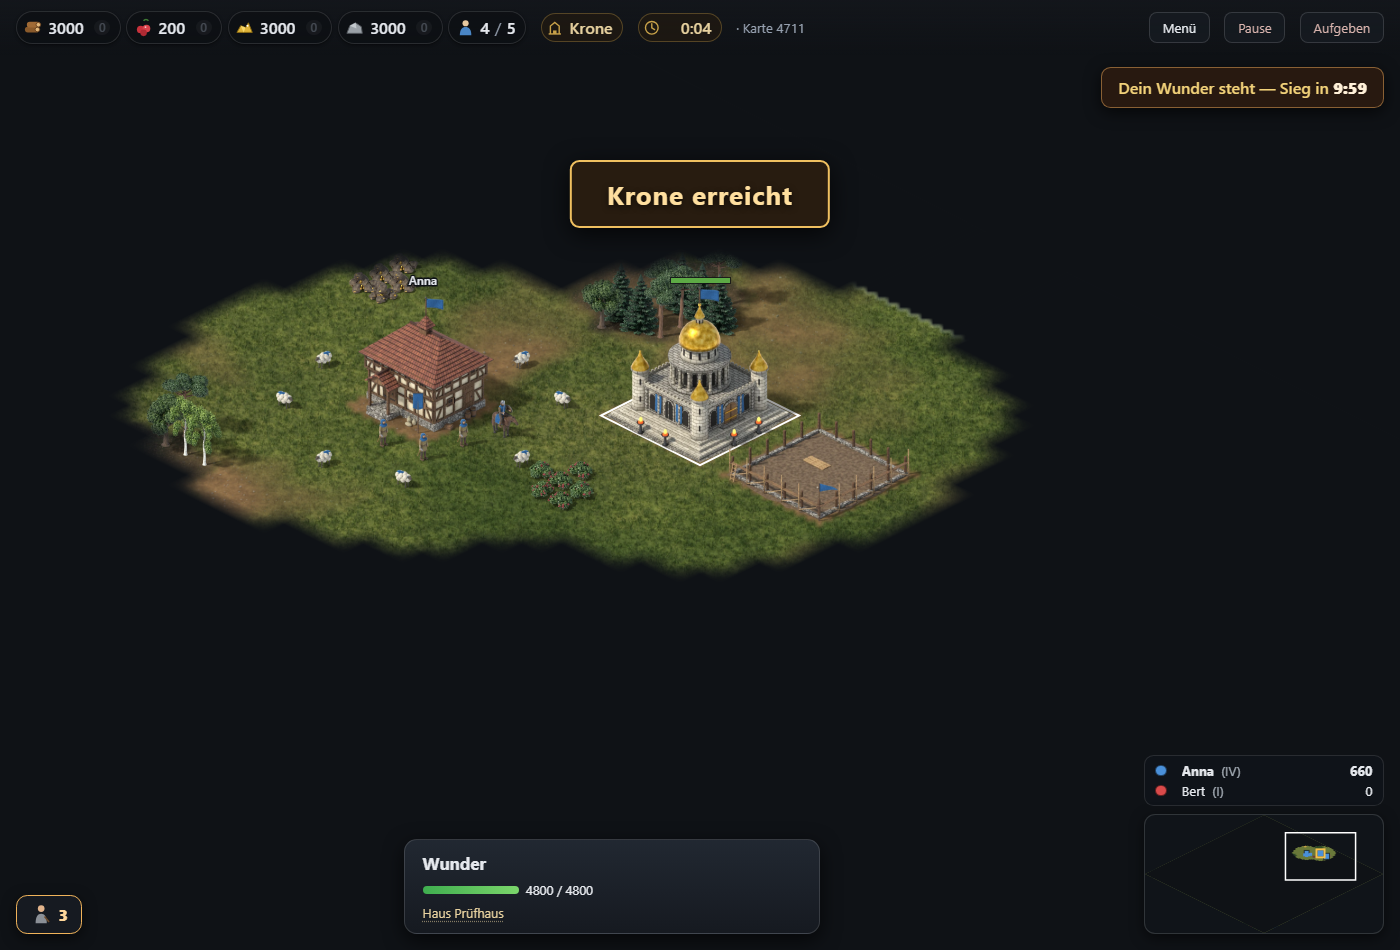 3000 0 200 0 3000 0 3000 0 4 / 5 Krone 0:04 · Karte 4711 Menü Pause Aufgeben
Dein Wunder steht — Sieg in 9:59
Krone erreicht
Anna
Anna (IV) 660
Bert (I) 0
Wunder
4800 / 4800
Haus Prüfhaus
3